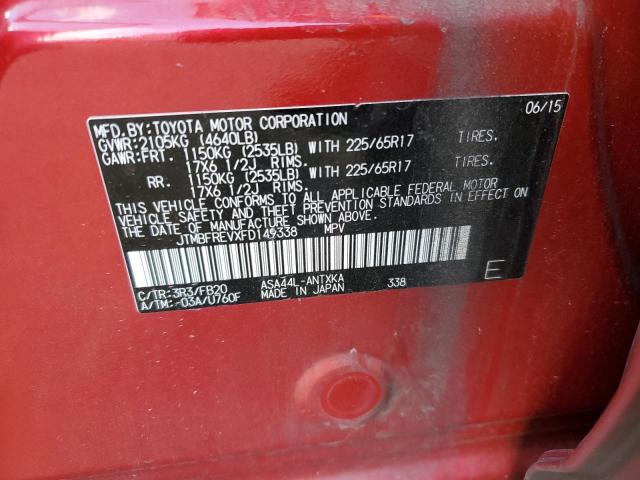 MFD. BY: TOYOTA MOTOR CORPORATION 06/15
GVWR: 2105KG (4640LB)
GAWR: FRT. 1150KG (2535LB) WITH 225/65R17 TIRES.
17X6 1/2J RIMS.
RR. 1150KG (2535LB) WITH 225/65R17 TIRES.
17X6 1/2J RIMS.
THIS VEHICLE CONFORMS TO ALL APPLICABLE FEDERAL MOTOR
VEHICLE SAFETY AND BUMPER STANDARDS IN EFFECT ON
THE DATE OF MANUFACTURE SHOWN ABOVE.
JTMBFREVXFD149338 MPV
C/TR: 3R3/FB20 ASA44L-ANTXKA 338 E
A/TM: -03A/U760F MADE IN JAPAN